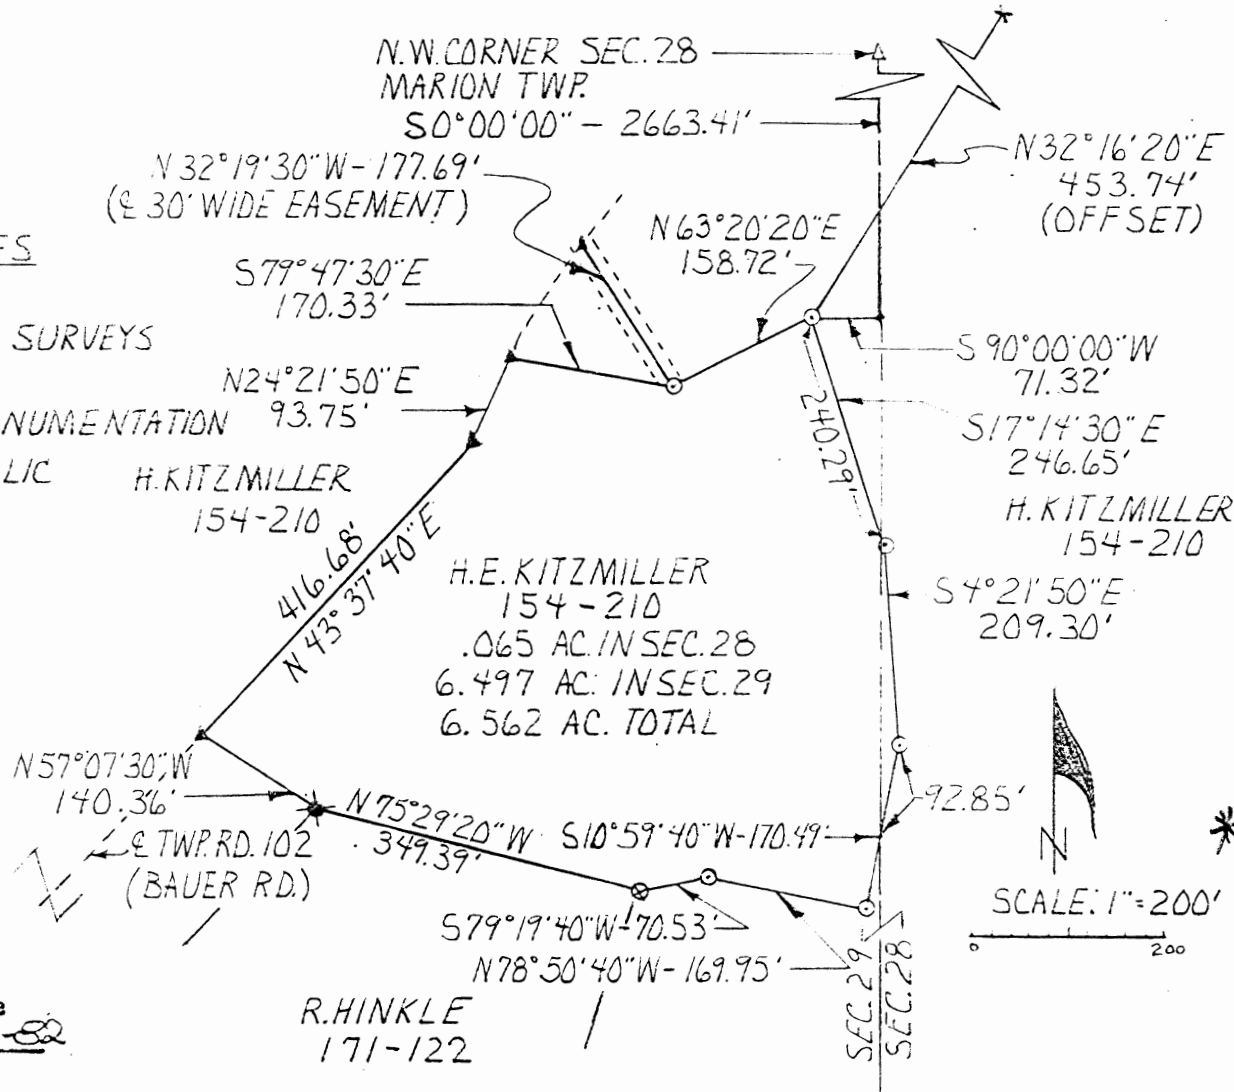 N.W. CORNER SEC. 28
MARION TWP.
S0°00'00" - 2663.41'
N32°19'30"W - 177.69'
(℄ 30' WIDE EASEMENT)
N32°16'20"E
453.74'
(OFFSET)
N63°20'20"E
158.72'
ES
S79°47'30"E
170.33'
SURVEYS
S90°00'00"W
71.32'
N24°21'50"E
93.75'
NUMENTATION
LIC
H. KITZMILLER
154-210
240.29'
S17°14'30"E
246.65'
H. KITZMILLER
154-210
416.68'
N43°37'40"E
H.E. KITZMILLER
154-210
.065 AC. IN SEC. 28
6.497 AC. IN SEC. 29
6.562 AC. TOTAL
S4°21'50"E
209.30'
N57°07'30"W
140.36'
℄ TWP. RD. 102
(BAUER RD.)
N75°29'20"W
349.39'
S10°59'40"W - 170.49'
92.85'
N
SCALE: 1" = 200'
0 200
S79°19'40"W - 70.53'
N78°50'40"W - 169.95'
SEC. 29
SEC. 28
R. HINKLE
171-122
-82